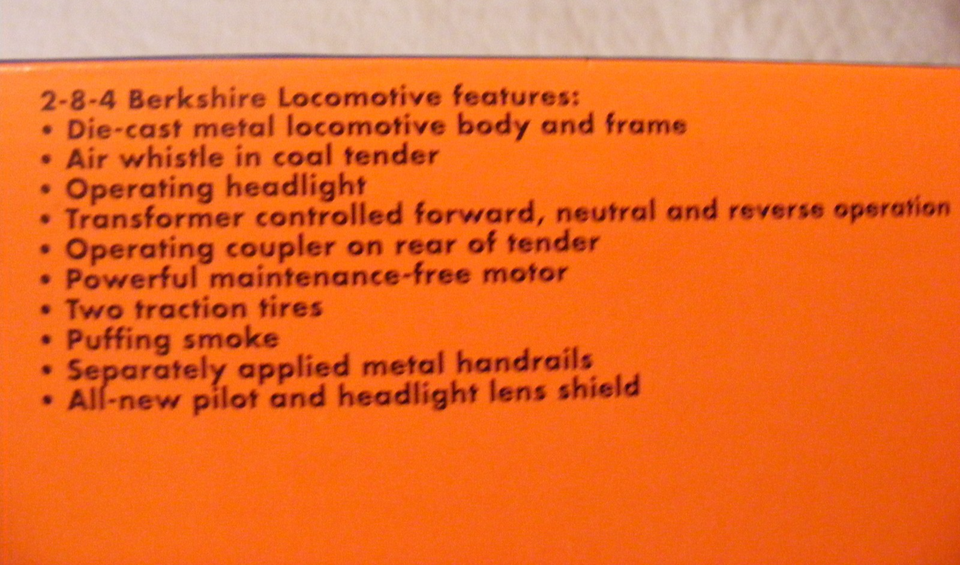 2-8-4 Berkshire Locomotive features:
• Die-cast metal locomotive body and frame
• Air whistle in coal tender
• Operating headlight
• Transformer controlled forward, neutral and reverse operation
• Operating coupler on rear of tender
• Powerful maintenance-free motor
• Two traction tires
• Puffing smoke
• Separately applied metal handrails
• All-new pilot and headlight lens shield